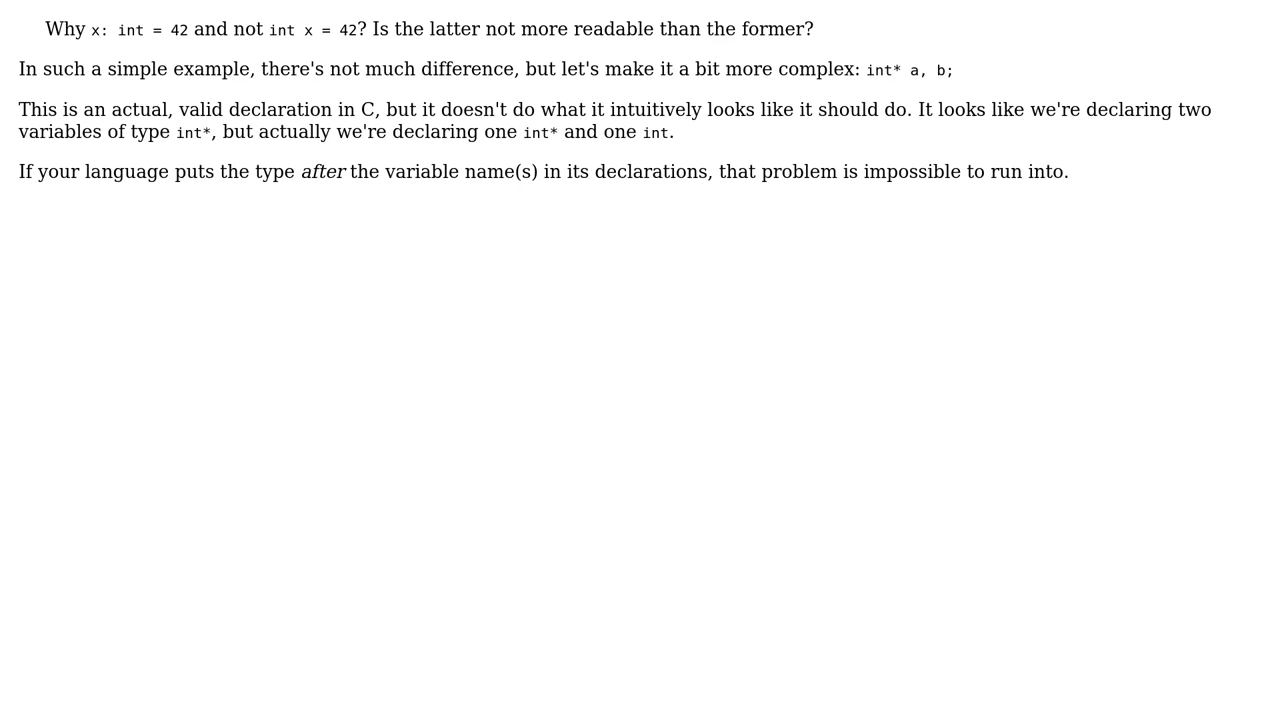 Why x: int = 42 and not int x = 42? Is the latter not more readable than the former?
In such a simple example, there's not much difference, but let's make it a bit more complex: int* a, b;
This is an actual, valid declaration in C, but it doesn't do what it intuitively looks like it should do. It looks like we're declaring two
variables of type int*, but actually we're declaring one int* and one int.
If your language puts the type after the variable name(s) in its declarations, that problem is impossible to run into.